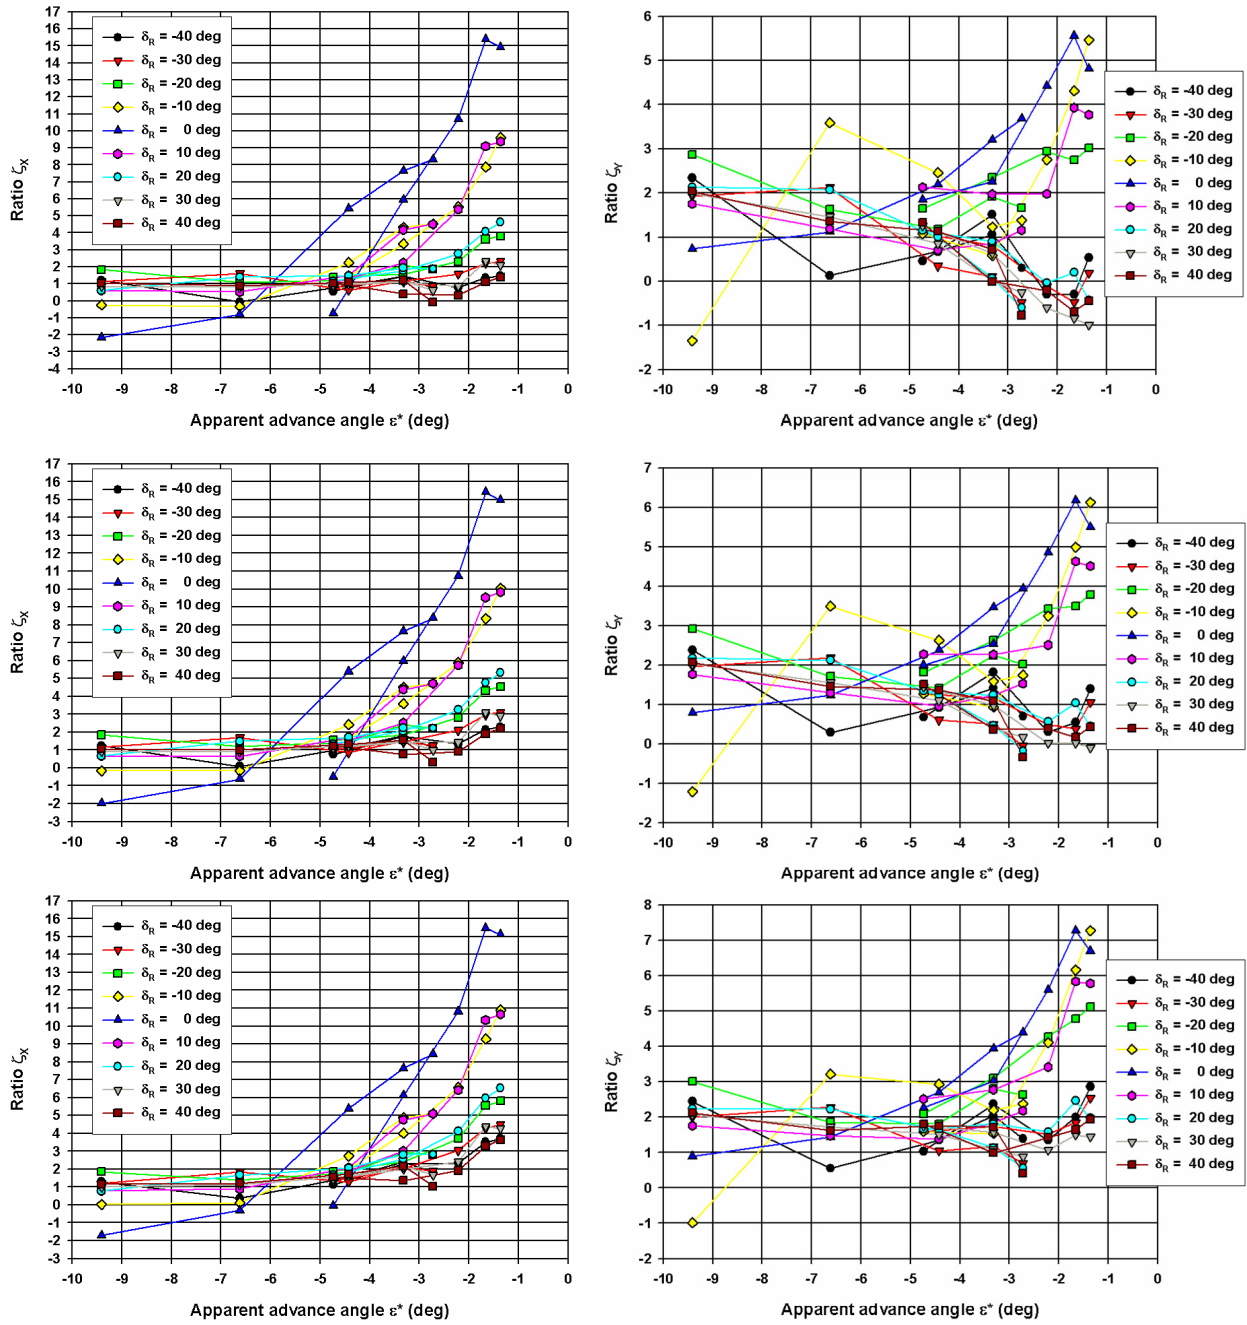 17
16
15
14
13
12
11
10
9
8
7
6
5
4
3
2
1
0
-1
-2
-3
-4
Ratio ζX
δR = -40 deg
δR = -30 deg
δR = -20 deg
δR = -10 deg
δR = 0 deg
δR = 10 deg
δR = 20 deg
δR = 30 deg
δR = 40 deg
-10 -9 -8 -7 -6 -5 -4 -3 -2 -1 0
Apparent advance angle ε* (deg)
6
5
4
3
2
1
0
-1
-2
Ratio ζY
δR = -40 deg
δR = -30 deg
δR = -20 deg
δR = -10 deg
δR = 0 deg
δR = 10 deg
δR = 20 deg
δR = 30 deg
δR = 40 deg
-10 -9 -8 -7 -6 -5 -4 -3 -2 -1 0
Apparent advance angle ε* (deg)
17
16
15
14
13
12
11
10
9
8
7
6
5
4
3
2
1
0
-1
-2
-3
Ratio ζX
δR = -40 deg
δR = -30 deg
δR = -20 deg
δR = -10 deg
δR = 0 deg
δR = 10 deg
δR = 20 deg
δR = 30 deg
δR = 40 deg
-10 -9 -8 -7 -6 -5 -4 -3 -2 -1 0
Apparent advance angle ε* (deg)
7
6
5
4
3
2
1
0
-1
-2
Ratio ζY
δR = -40 deg
δR = -30 deg
δR = -20 deg
δR = -10 deg
δR = 0 deg
δR = 10 deg
δR = 20 deg
δR = 30 deg
δR = 40 deg
-10 -9 -8 -7 -6 -5 -4 -3 -2 -1 0
Apparent advance angle ε* (deg)
17
16
15
14
13
12
11
10
9
8
7
6
5
4
3
2
1
0
-1
-2
-3
Ratio ζX
δR = -40 deg
δR = -30 deg
δR = -20 deg
δR = -10 deg
δR = 0 deg
δR = 10 deg
δR = 20 deg
δR = 30 deg
δR = 40 deg
-10 -9 -8 -7 -6 -5 -4 -3 -2 -1 0
Apparent advance angle ε* (deg)
8
7
6
5
4
3
2
1
0
-1
-2
Ratio ζY
δR = -40 deg
δR = -30 deg
δR = -20 deg
δR = -10 deg
δR = 0 deg
δR = 10 deg
δR = 20 deg
δR = 30 deg
δR = 40 deg
-10 -9 -8 -7 -6 -5 -4 -3 -2 -1 0
Apparent advance angle ε* (deg)